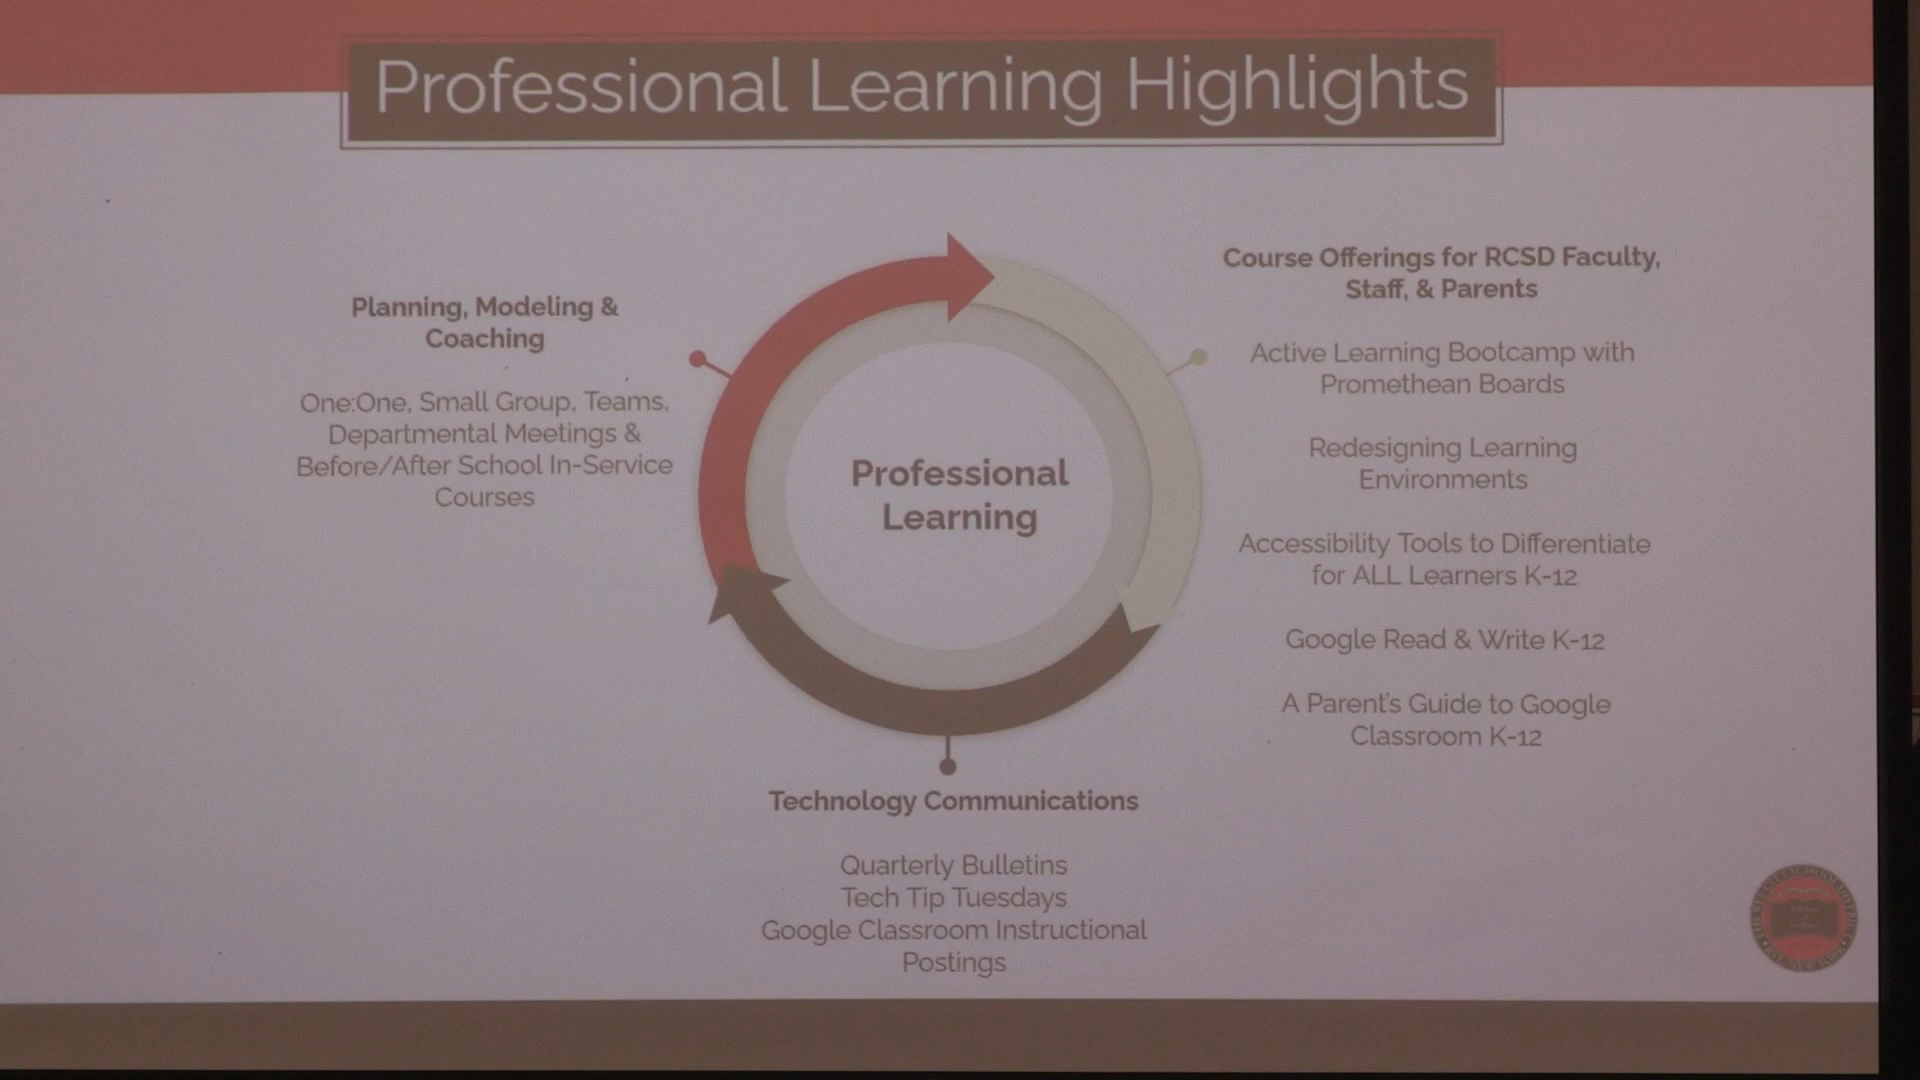 Professional Learning Highlights
Planning, Modeling &
Coaching
One:One, Small Group, Teams,
Departmental Meetings &
Before/After School In-Service
Courses
Professional
Learning
Course Offerings for RCSD Faculty,
Staff, & Parents
Active Learning Bootcamp with
Promethean Boards
Redesigning Learning
Environments
Accessibility Tools to Differentiate
for ALL Learners K-12
Google Read & Write K-12
A Parent's Guide to Google
Classroom K-12
Technology Communications
Quarterly Bulletins
Tech Tip Tuesdays
Google Classroom Instructional
Postings